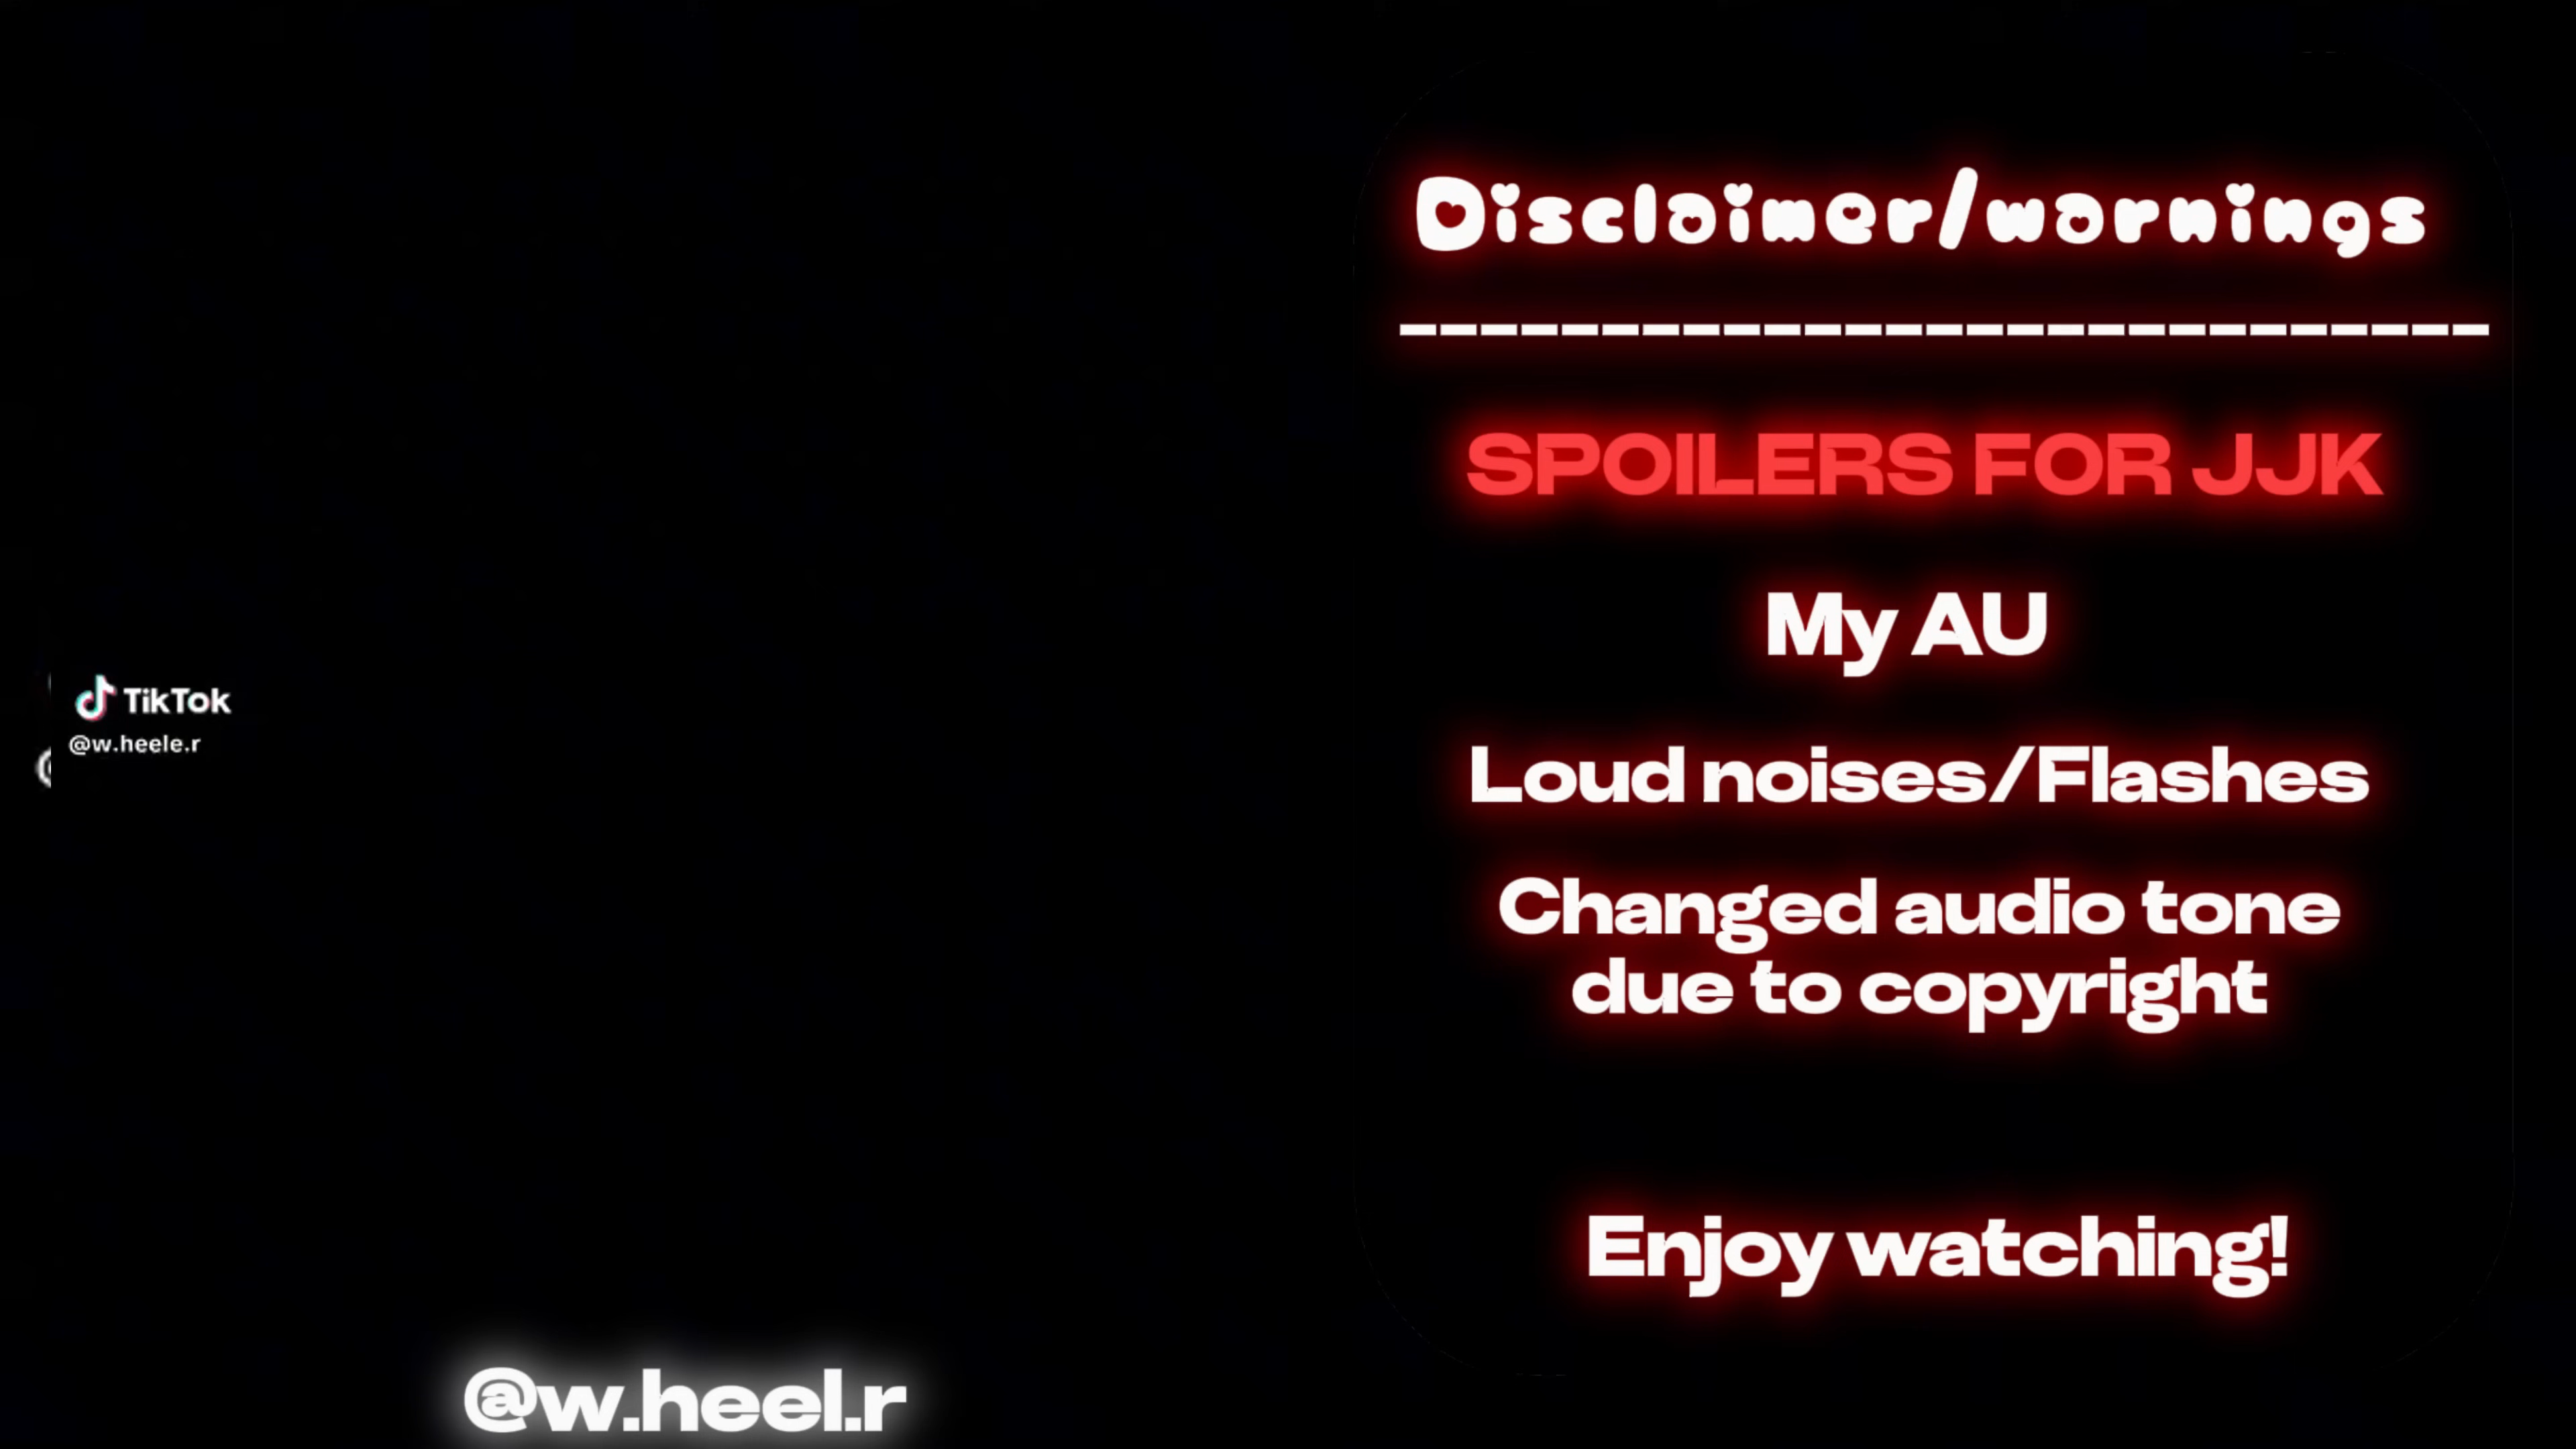 Disclaimer/warnings
---------------------------
SPOILERS FOR JJK
My AU
Loud noises/Flashes
Changed audio tone
due to copyright
Enjoy watching!
TikTok
@w.heele.r
@w.heel.r